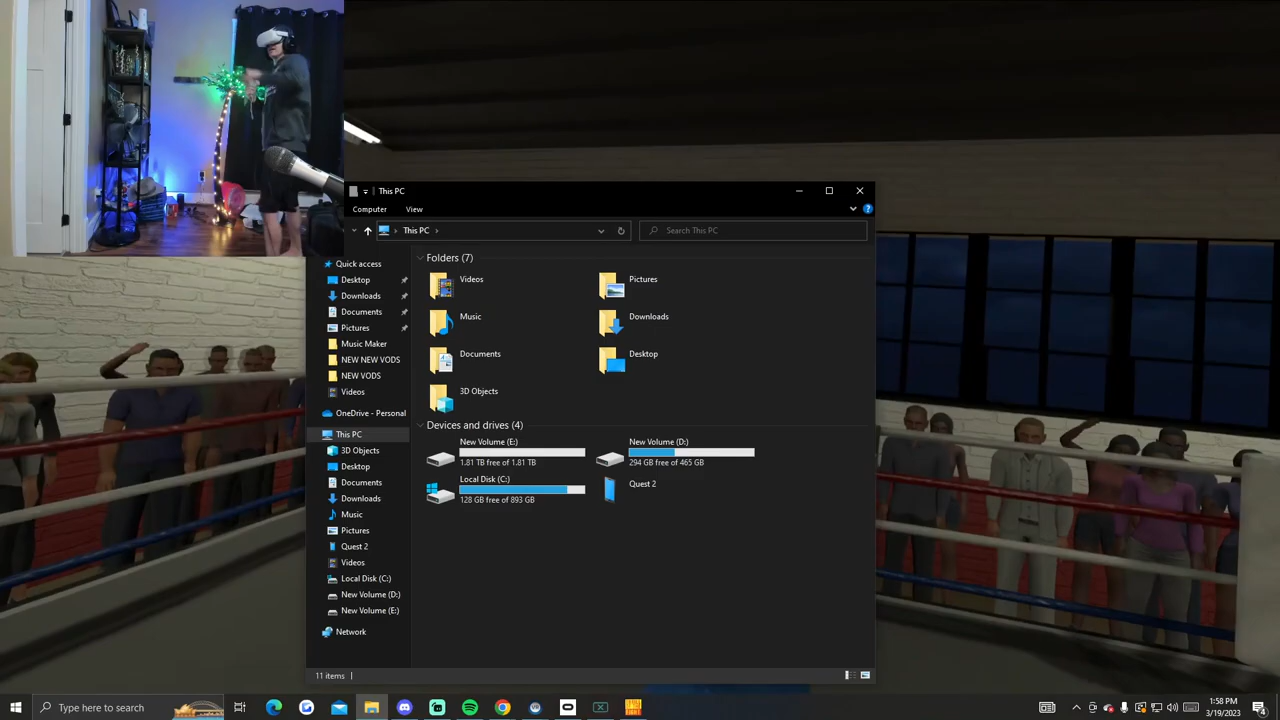 This PC
Computer View
This PC
Search This PC
Quick access
Desktop
Downloads
Documents
Pictures
Music Maker
NEW NEW VODS
NEW VODS
Videos
OneDrive - Personal
This PC
3D Objects
Desktop
Documents
Downloads
Music
Pictures
Quest 2
Videos
Local Disk (C:)
New Volume (D:)
New Volume (E:)
Network
Folders (7)
Videos
Pictures
Music
Downloads
Documents
Desktop
3D Objects
Devices and drives (4)
New Volume (E:)
1.81 TB free of 1.81 TB
New Volume (D:)
294 GB free of 465 GB
Local Disk (C:)
128 GB free of 893 GB
Quest 2
11 items
Type here to search
1:58 PM
3/19/2023
4